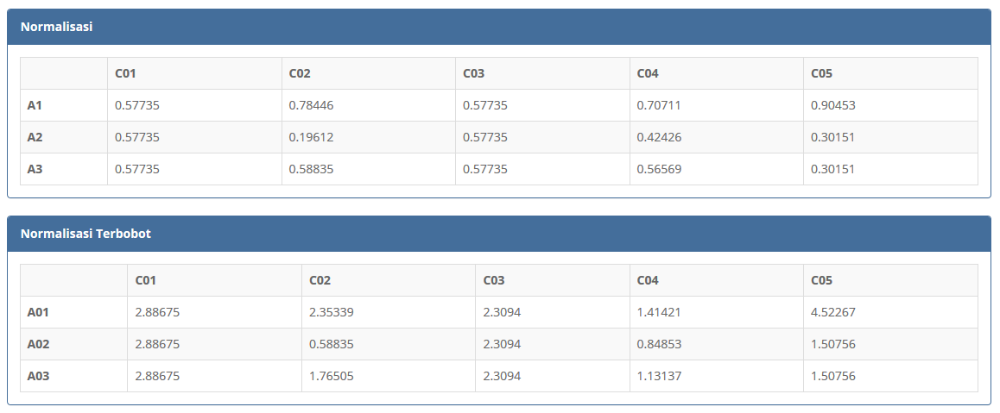 Normalisasi
C01 C02 C03 C04 C05
A1 0.57735 0.78446 0.57735 0.70711 0.90453
A2 0.57735 0.19612 0.57735 0.42426 0.30151
A3 0.57735 0.58835 0.57735 0.56569 0.30151
Normalisasi Terbobot
C01 C02 C03 C04 C05
A01 2.88675 2.35339 2.3094 1.41421 4.52267
A02 2.88675 0.58835 2.3094 0.84853 1.50756
A03 2.88675 1.76505 2.3094 1.13137 1.50756